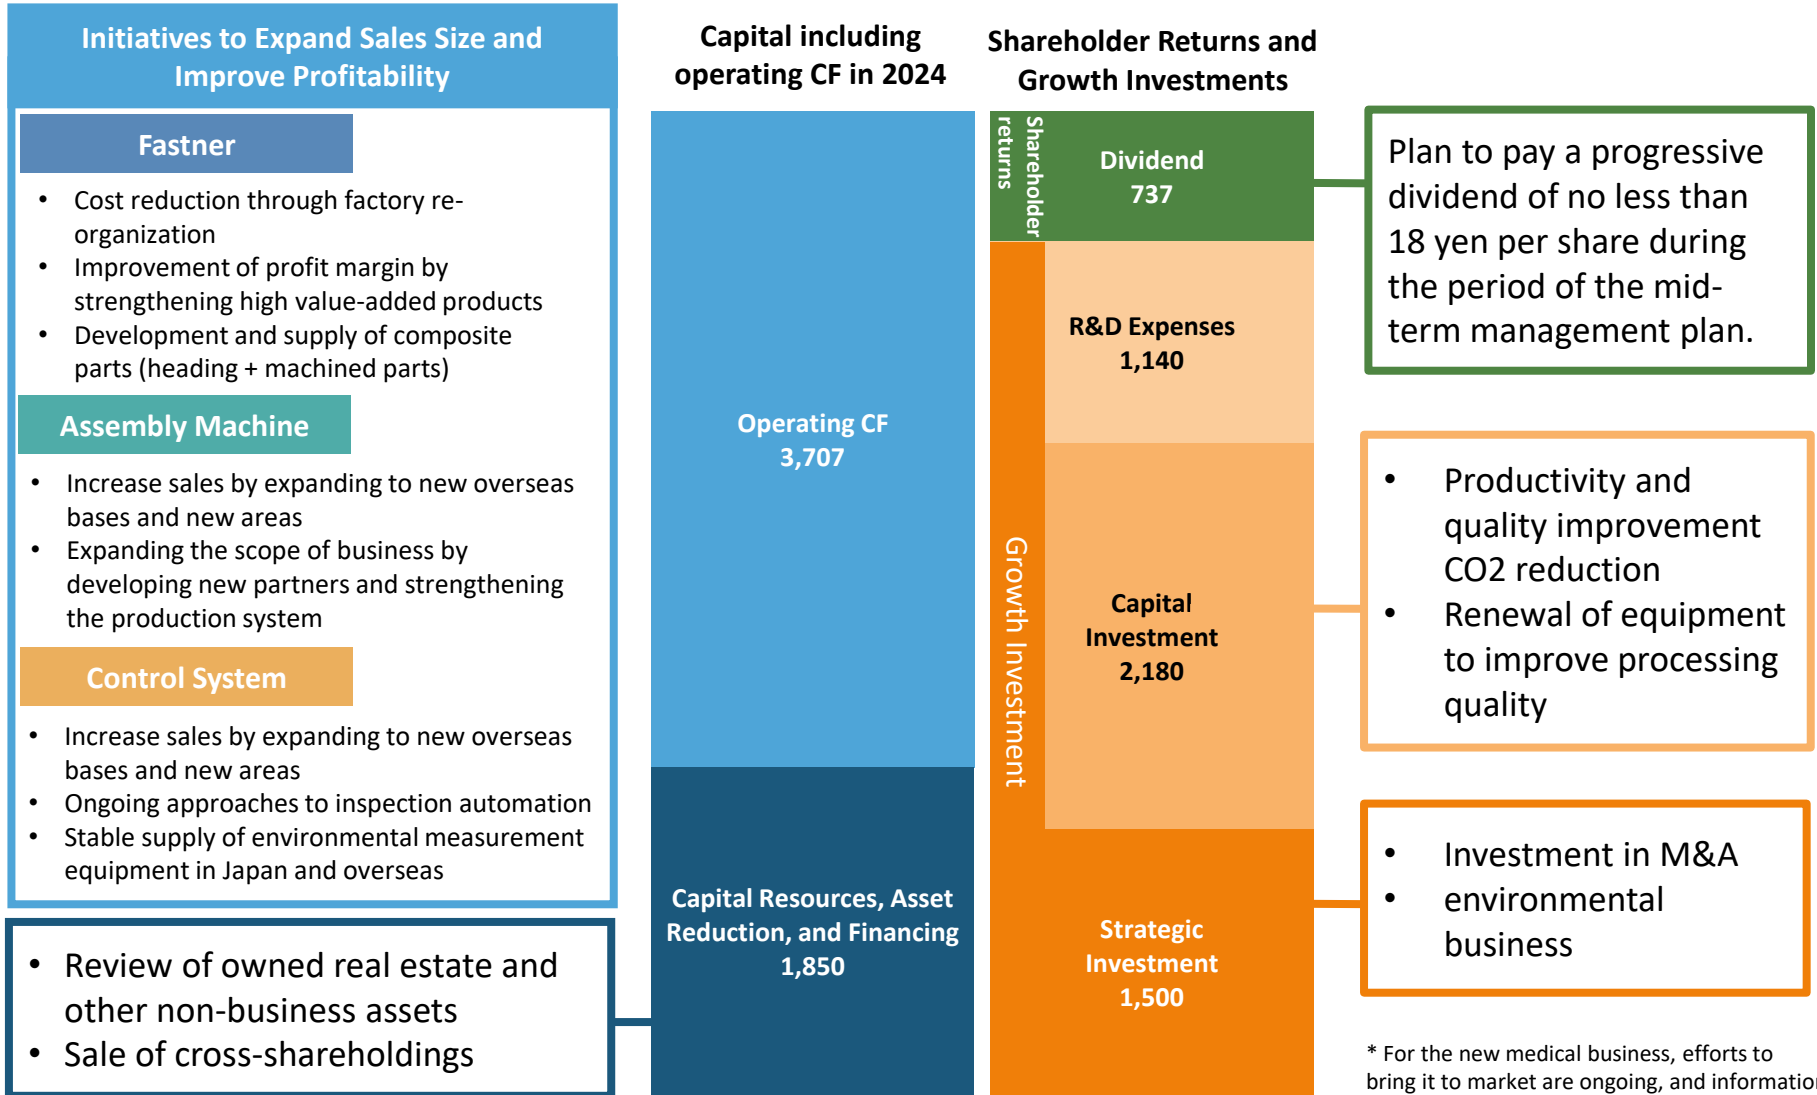 Initiatives to Expand Sales Size and
Improve Profitability
Fastner
• Cost reduction through factory re-
organization
• Improvement of profit margin by
strengthening high value-added products
• Development and supply of composite
parts (heading + machined parts)
Assembly Machine
• Increase sales by expanding to new overseas
bases and new areas
• Expanding the scope of business by
developing new partners and strengthening
the production system
Control System
• Increase sales by expanding to new overseas
bases and new areas
• Ongoing approaches to inspection automation
• Stable supply of environmental measurement
equipment in Japan and overseas
• Review of owned real estate and
other non-business assets
• Sale of cross-shareholdings
Capital including
operating CF in 2024
Operating CF
3,707
Capital Resources, Asset
Reduction, and Financing
1,850
Shareholder Returns and
Growth Investments
Shareholder
returns
Dividend
737
Growth Investment
R&D Expenses
1,140
Capital
Investment
2,180
Strategic
Investment
1,500
Plan to pay a progressive
dividend of no less than
18 yen per share during
the period of the mid-
term management plan.
• Productivity and
quality improvement
CO2 reduction
• Renewal of equipment
to improve processing
quality
• Investment in M&A
• environmental
business
* For the new medical business, efforts to
bring it to market are ongoing, and information